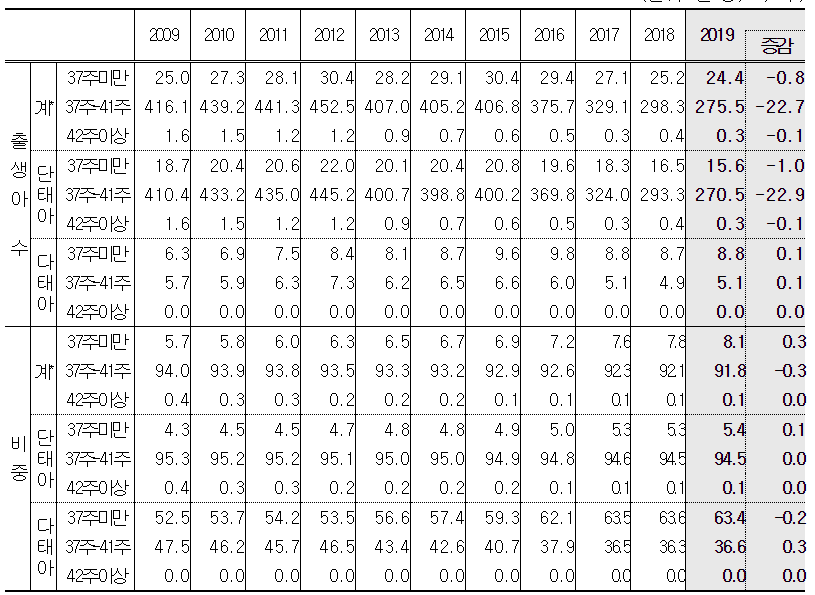 2009 2010 2011 2012 2013 2014 2015 2016 2017 2018 2019 증감
출생아 수 계* 37주미만 25.0 27.3 28.1 30.4 28.2 29.1 30.4 29.4 27.1 25.2 24.4 -0.8
37주-41주 416.1 439.2 441.3 452.5 407.0 405.2 406.8 375.7 329.1 298.3 275.5 -22.7
42주이상 1.6 1.5 1.2 1.2 0.9 0.7 0.6 0.5 0.3 0.4 0.3 -0.1
단태아 37주미만 18.7 20.4 20.6 22.0 20.1 20.4 20.8 19.6 18.3 16.5 15.6 -1.0
37주-41주 410.4 433.2 435.0 445.2 400.7 398.8 400.2 369.8 324.0 293.3 270.5 -22.9
42주이상 1.6 1.5 1.2 1.2 0.9 0.7 0.6 0.5 0.3 0.4 0.3 -0.1
다태아 37주미만 6.3 6.9 7.5 8.4 8.1 8.7 9.6 9.8 8.8 8.7 8.8 0.1
37주-41주 5.7 5.9 6.3 7.3 6.2 6.5 6.6 6.0 5.1 4.9 5.1 0.1
42주이상 0.0 0.0 0.0 0.0 0.0 0.0 0.0 0.0 0.0 0.0 0.0 0.0
비중 계* 37주미만 5.7 5.8 6.0 6.3 6.5 6.7 6.9 7.2 7.6 7.8 8.1 0.3
37주-41주 94.0 93.9 93.8 93.5 93.3 93.2 92.9 92.6 92.3 92.1 91.8 -0.3
42주이상 0.4 0.3 0.3 0.2 0.2 0.2 0.1 0.1 0.1 0.1 0.1 0.0
단태아 37주미만 4.3 4.5 4.5 4.7 4.8 4.8 4.9 5.0 5.3 5.3 5.4 0.1
37주-41주 95.3 95.2 95.2 95.1 95.0 95.0 94.9 94.8 94.6 94.5 94.5 0.0
42주이상 0.4 0.3 0.3 0.2 0.2 0.2 0.2 0.1 0.1 0.1 0.1 0.0
다태아 37주미만 52.5 53.7 54.2 53.5 56.6 57.4 59.3 62.1 63.5 63.6 63.4 -0.2
37주-41주 47.5 46.2 45.7 46.5 43.4 42.6 40.7 37.9 36.5 36.3 36.6 0.3
42주이상 0.0 0.0 0.0 0.0 0.0 0.0 0.0 0.0 0.0 0.0 0.0 0.0